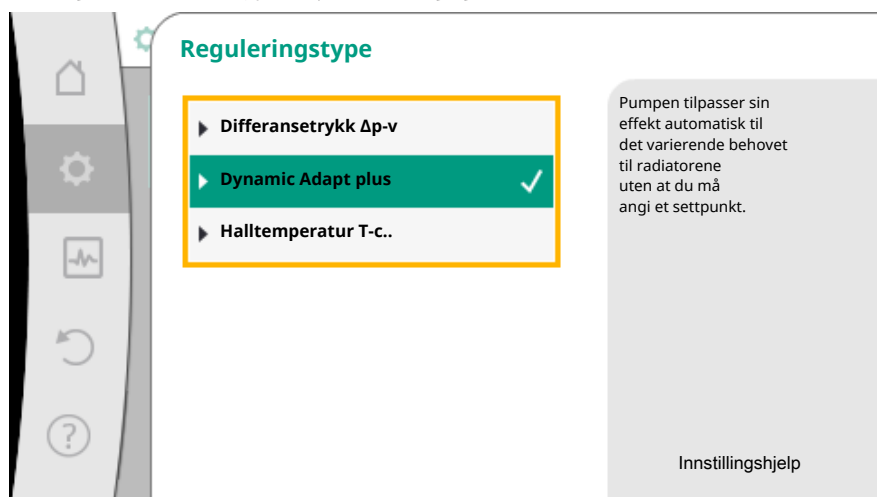 Reguleringstype
Differansetrykk Δp-v
Dynamic Adapt plus
Halltemperatur T-c..
Pumpen tilpasser sin
effekt automatisk til
det varierende behovet
til radiatorene
uten at du må
angi et settpunkt.
Innstillingshjelp
?